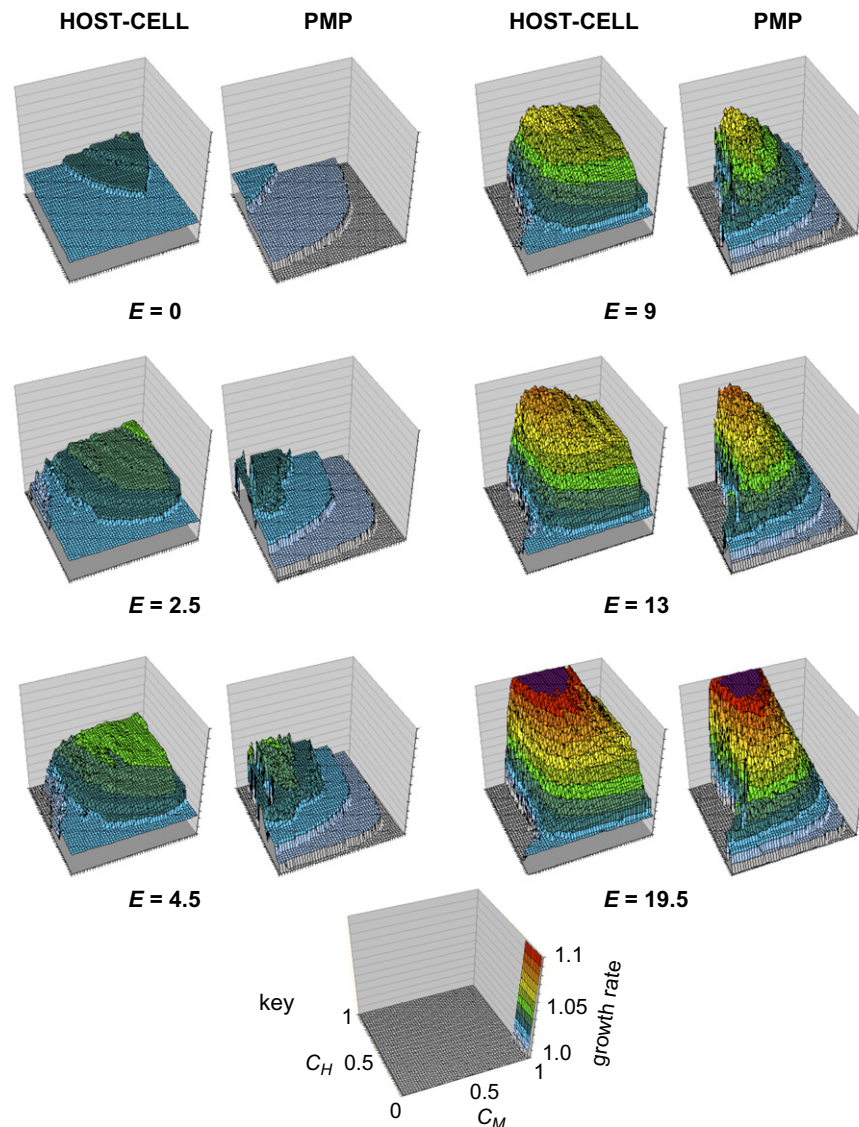 HOST-CELL PMP HOST-CELL PMP
E = 0 E = 9
E = 2.5 E = 13
E = 4.5 E = 19.5
key
1.1
1.05
1.0
growth rate
1
C_H 0.5
0
0.5
1
C_M